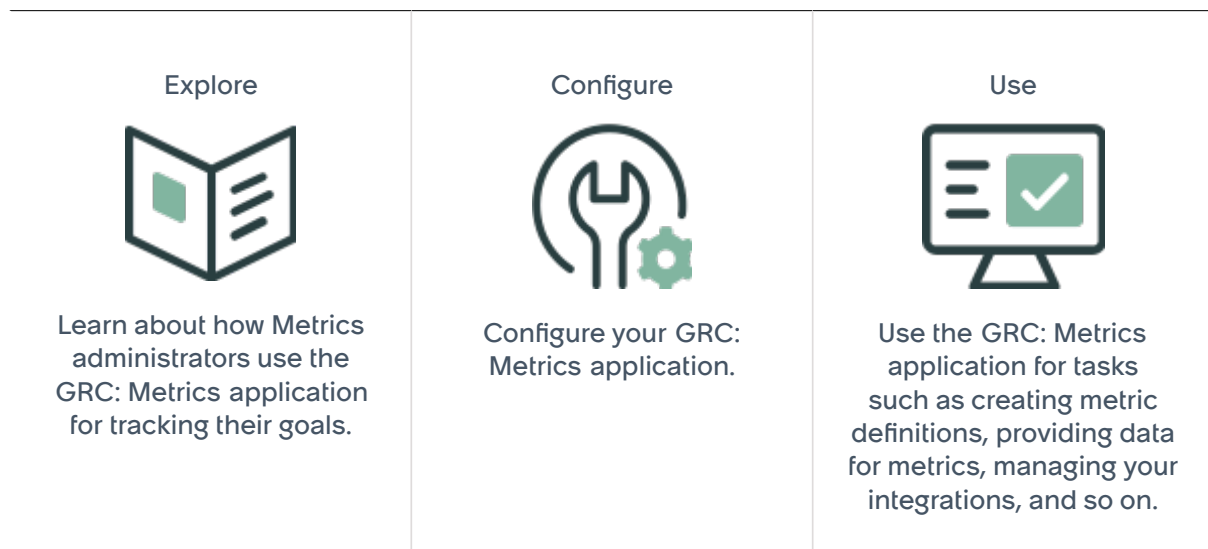 Explore
Learn about how Metrics
administrators use the
GRC: Metrics application
for tracking their goals.
Configure
Configure your GRC:
Metrics application.
Use
Use the GRC: Metrics
application for tasks
such as creating metric
definitions, providing data
for metrics, managing your
integrations, and so on.